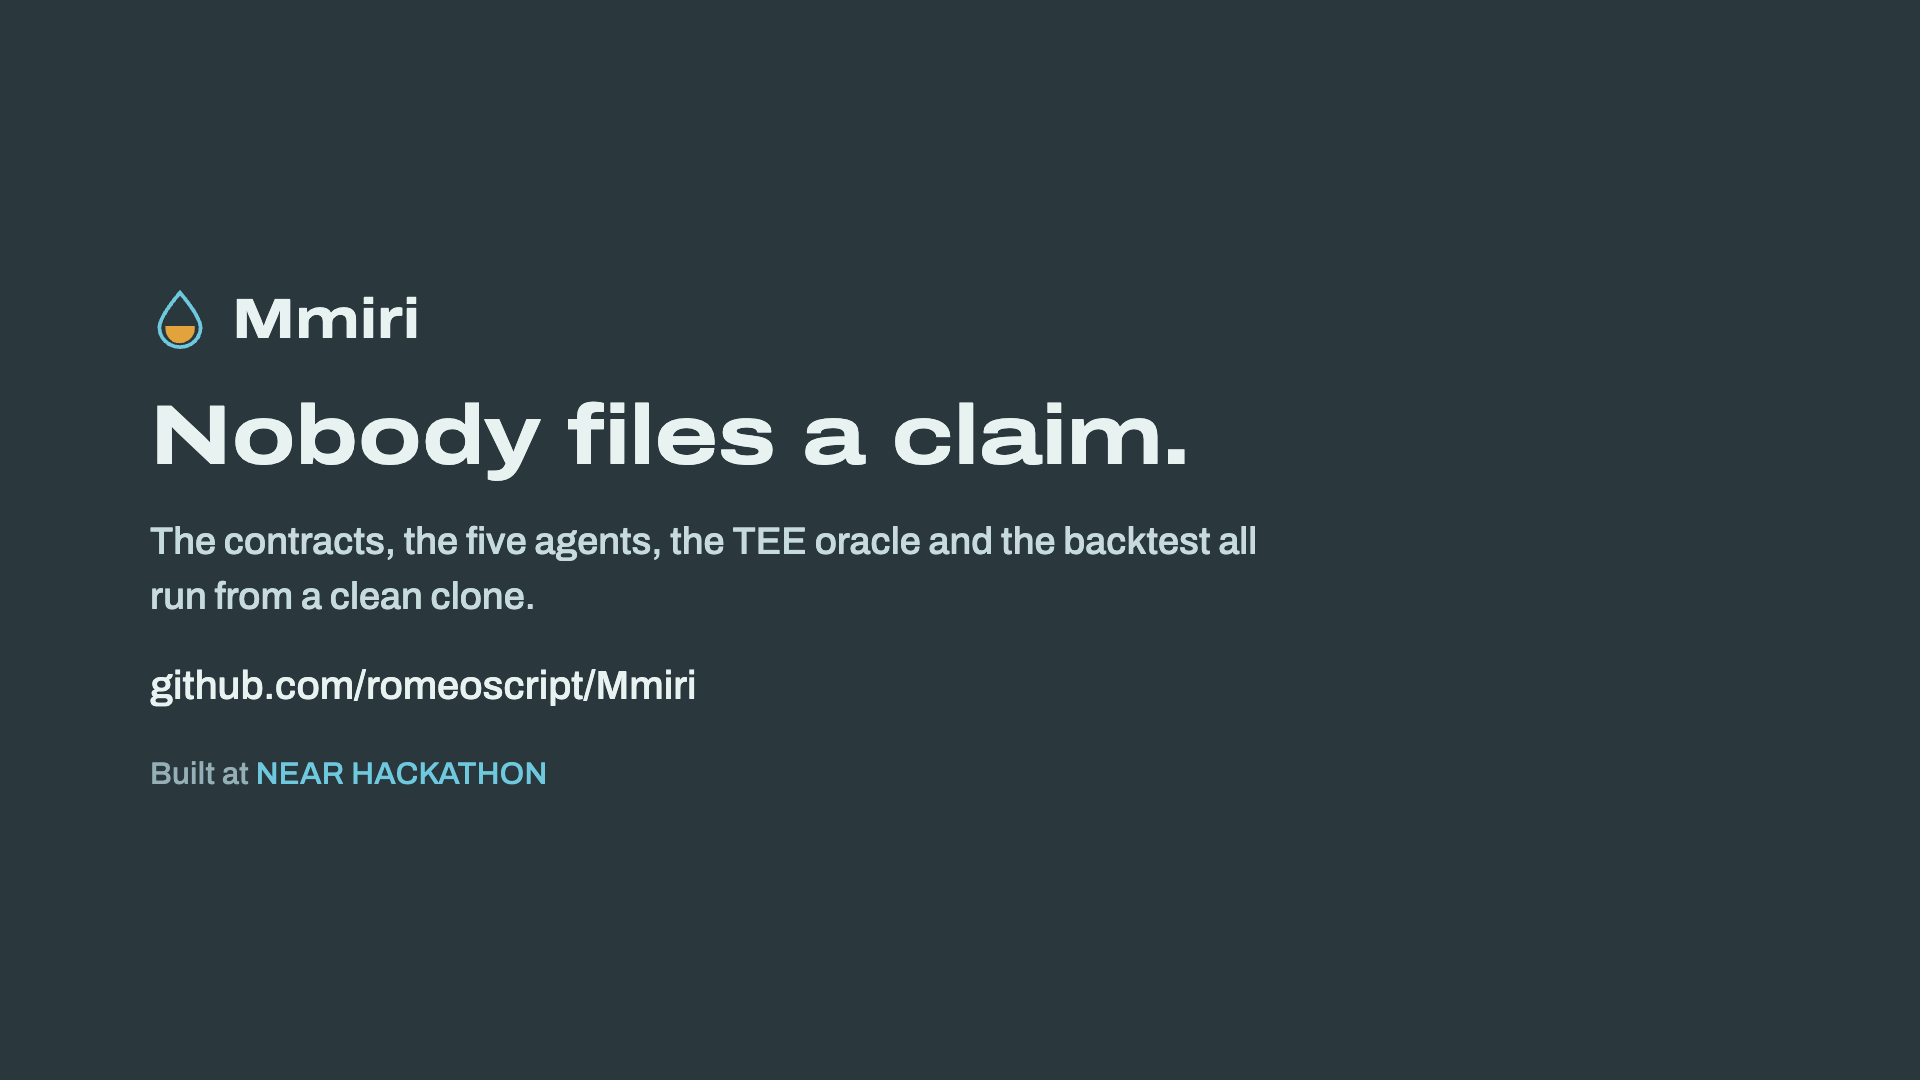 Mmiri
Nobody files a claim.
The contracts, the five agents, the TEE oracle and the backtest all
run from a clean clone.
github.com/romeoscript/Mmiri
Built at NEAR HACKATHON